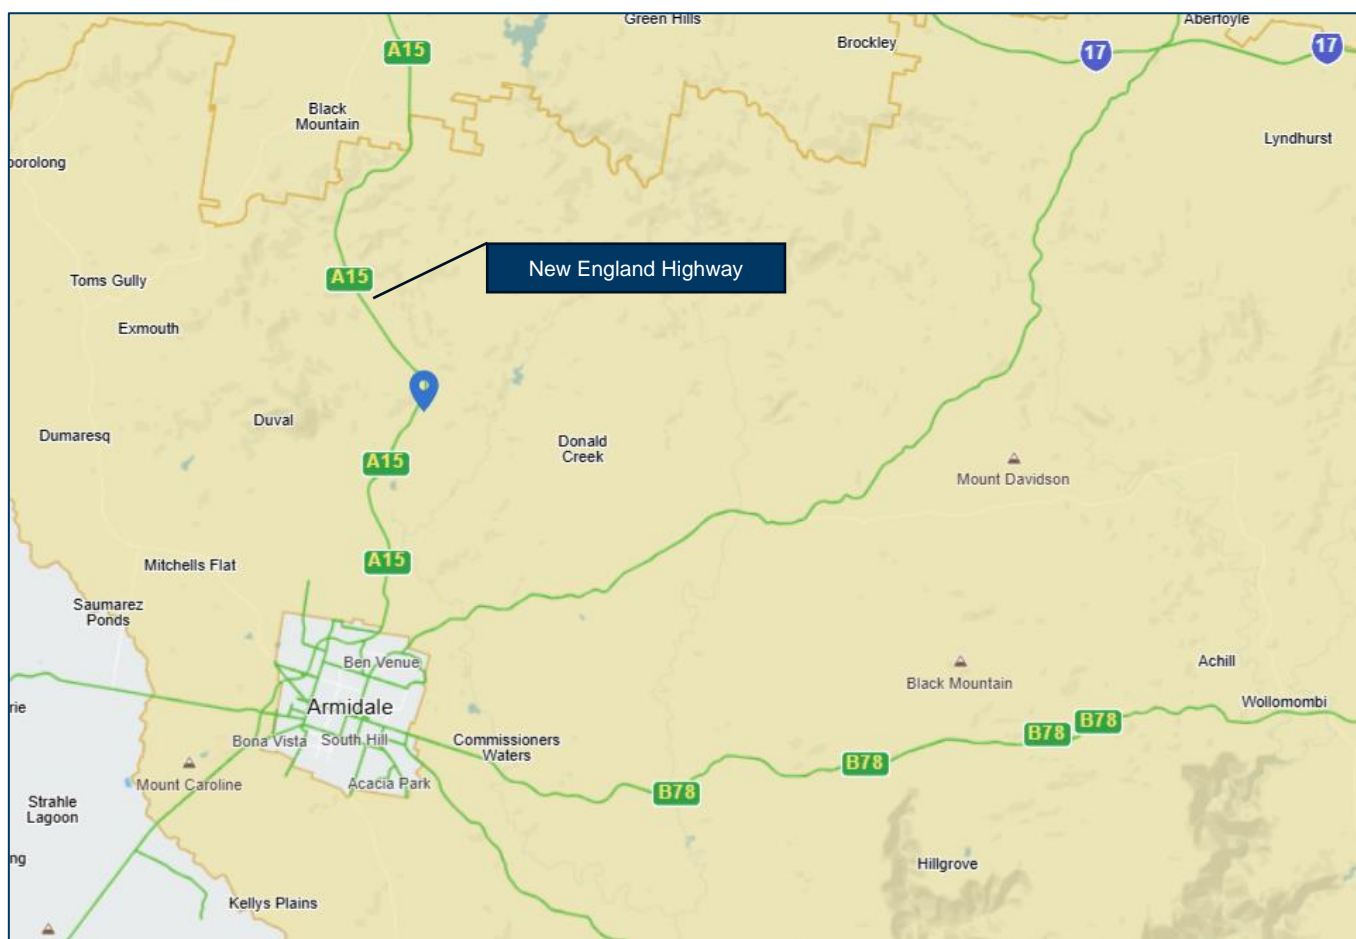 Green Hills
Aberfoyle
A15
Brockley
17
17
Black
Mountain
Lyndhurst
orolong
New England Highway
A15
Toms Gully
Exmouth
Duval
Dumaresq
Donald
Creek
A15
Mount Davidson
A15
Mitchells Flat
Saumarez
Ponds
Ben Venue
Achill
Black Mountain
Wollomombi
rie
Armidale
B78
B78
Bona Vista
South Hill
Commissioners
Waters
B78
Mount Caroline
Acacia Park
B78
Strahle
Lagoon
ng
Hillgrove
Kellys Plains